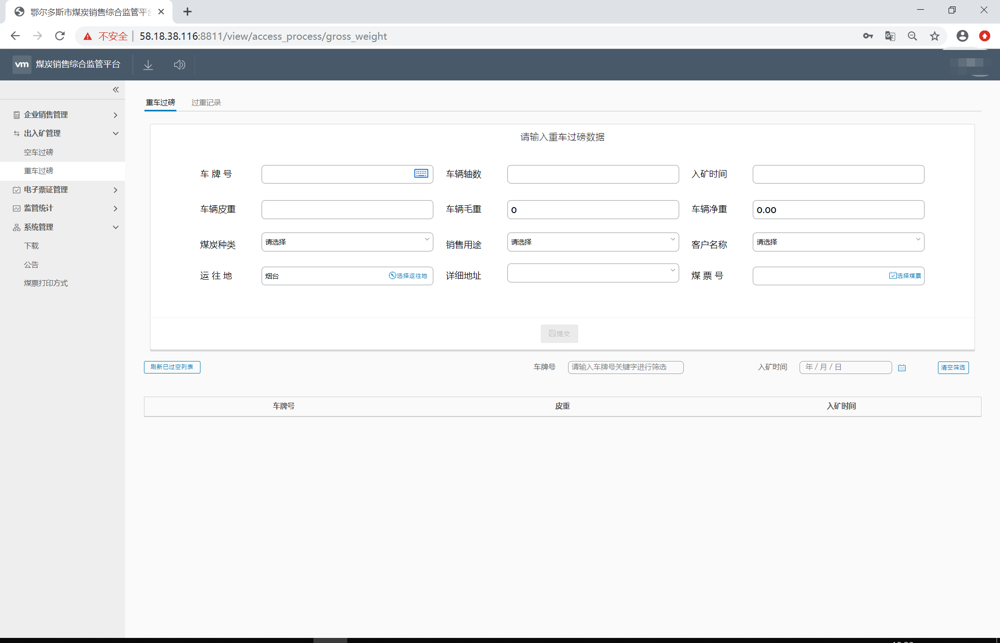 鄂尔多斯市煤炭销售综合监管平台
不安全 58.18.38.116:8811/view/access_process/gross_weight
vm 煤炭销售综合监管平台
企业销售管理
出入矿管理
空车过磅
重车过磅
电子票证管理
监管统计
系统管理
下载
公告
煤票打印方式
重车过磅 过重记录
请输入重车过磅数据
车 牌 号 车辆轴数 入矿时间
车辆皮重 车辆毛重 0 车辆净重 0.00
煤炭种类 请选择 销售用途 请选择 客户名称 请选择
运 往 地 烟台 选择运往地 详细地址 煤 票 号 选择煤票
提交
刷新已过空列表 车牌号 请输入车牌号关键字进行筛选 入矿时间 年 / 月 / 日 清空筛选
车牌号 皮重 入矿时间